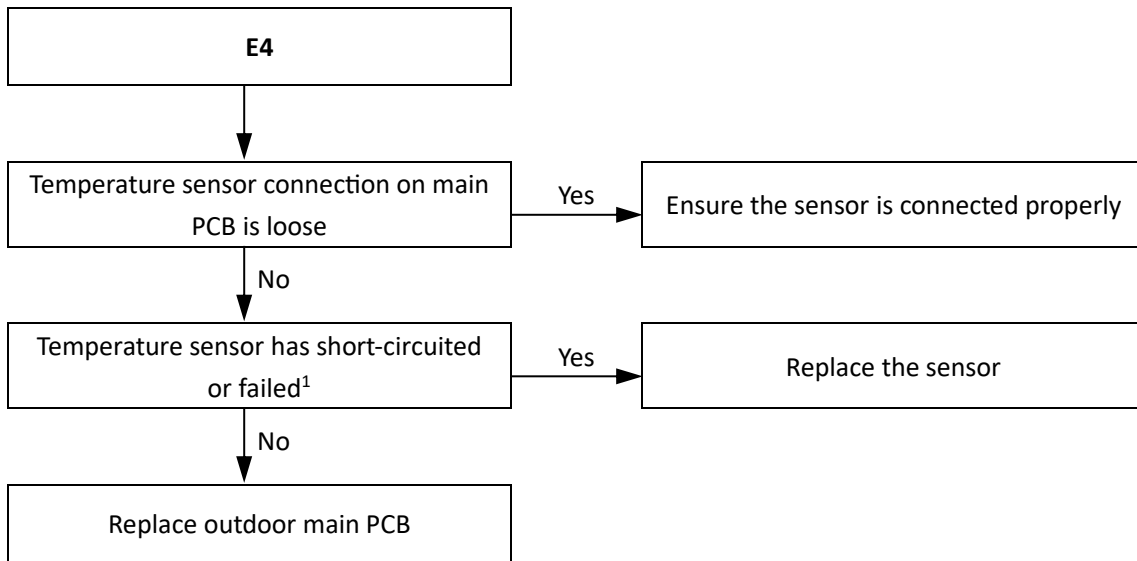 E4
Temperature sensor connection on main
PCB is loose
Yes
Ensure the sensor is connected properly
No
Temperature sensor has short-circuited
or failed¹
Yes
Replace the sensor
No
Replace outdoor main PCB